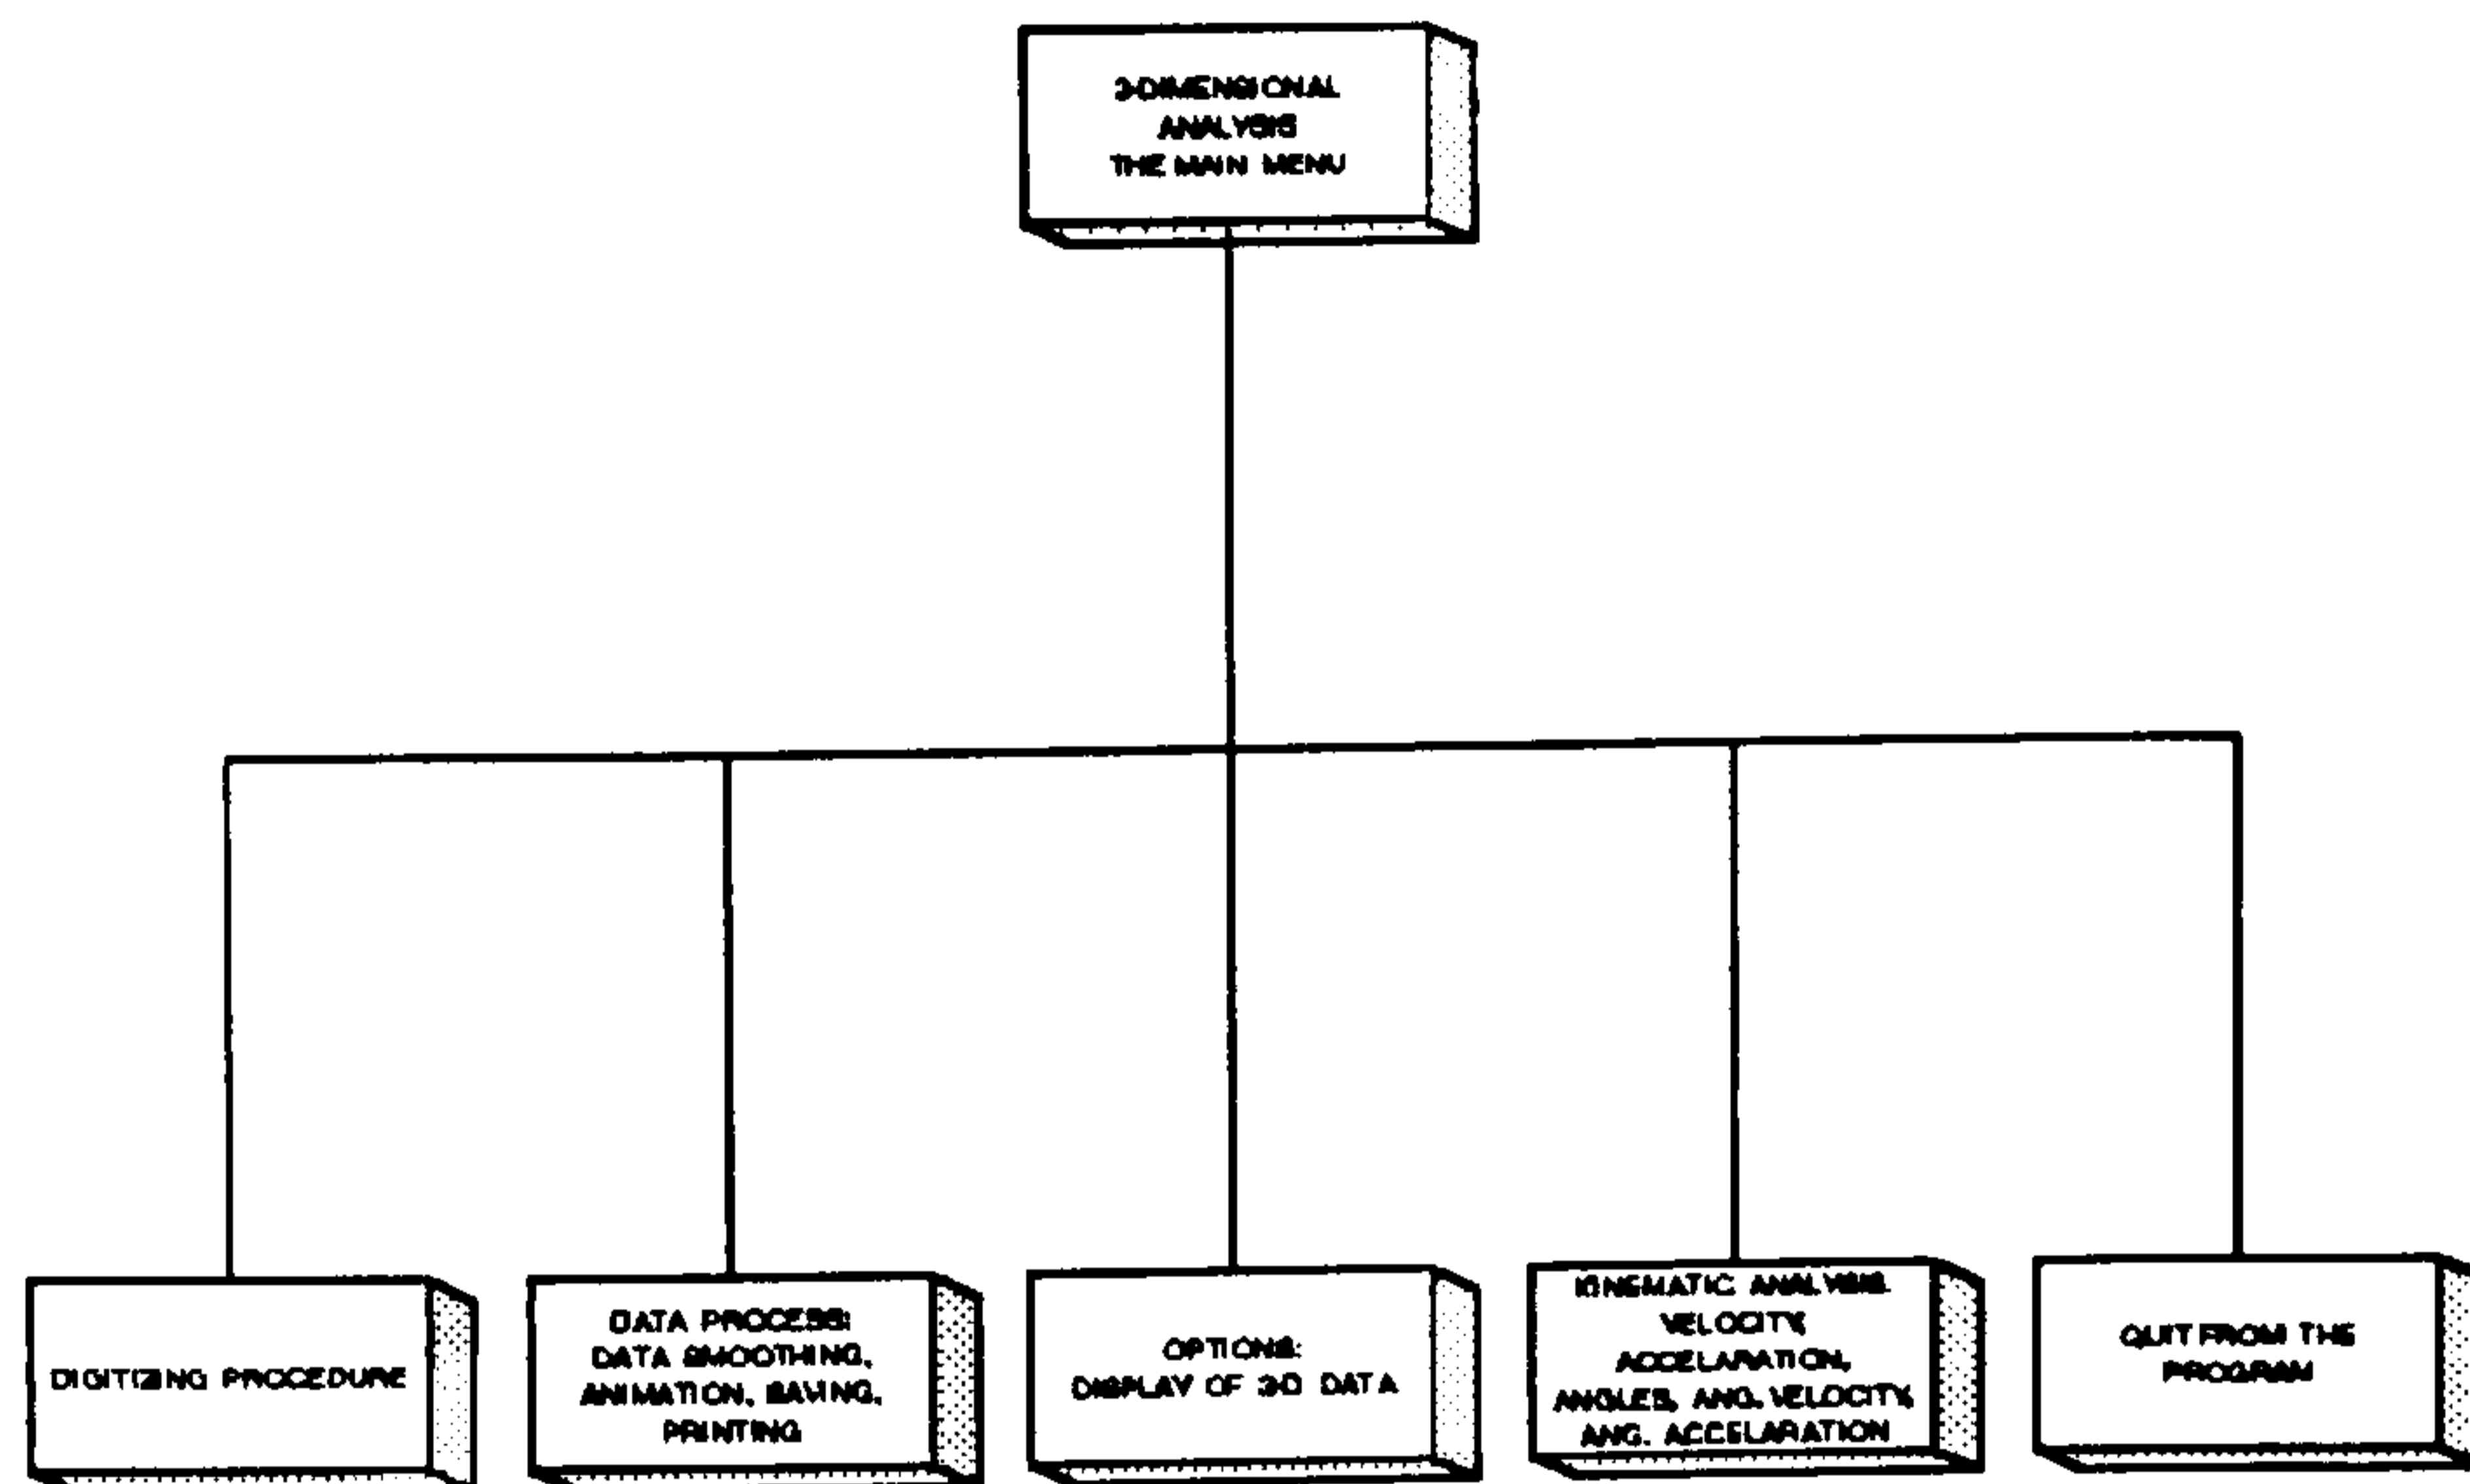 3-DIMENSIONAL
ANALYSIS
THE MAIN MENU
DIGITIZING PROCEDURE
DATA PROCESS:
DATA SMOOTHING,
ANIMATION, SAVING,
PRINTING
OPTIONS:
DISPLAY OF 3-D DATA
KINEMATIC ANALYSIS.
VELOCITY,
ACCELARATION,
ANGLES, ANG. VELOCITY,
ANG. ACCELARATION
QUIT FROM THE
PROGRAM